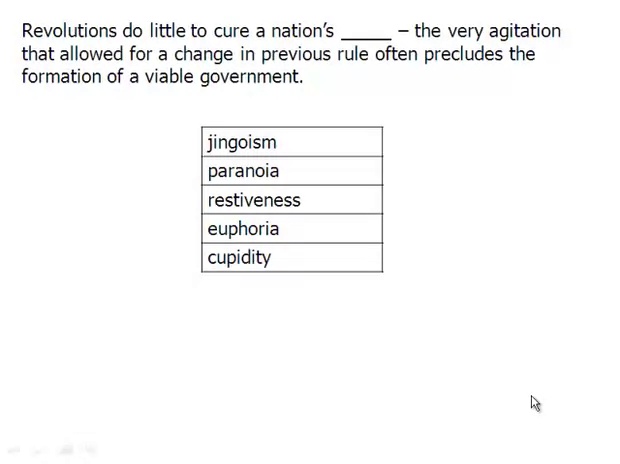 Revolutions do little to cure a nation’s _____ – the very agitation
that allowed for a change in previous rule often precludes the
formation of a viable government.
jingoism
paranoia
restiveness
euphoria
cupidity